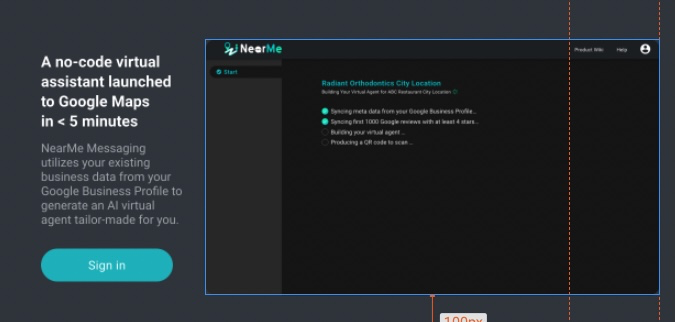 A no-code virtual
assistant launched
to Google Maps
in < 5 minutes
NearMe Messaging
utilizes your existing
business data from your
Google Business Profile to
generate an AI virtual
agent tailor-made for you.
Sign in
NearMe
Product Wiki
Help
Start
Radiant Orthodontics City Location
Building Your Virtual Agent for ABC Restaurant City Location
Syncing meta data from your Google Business Profile...
Syncing first 1000 Google reviews with at least 4 stars...
Building your virtual agent ...
Producing a QR code to scan ...
100px